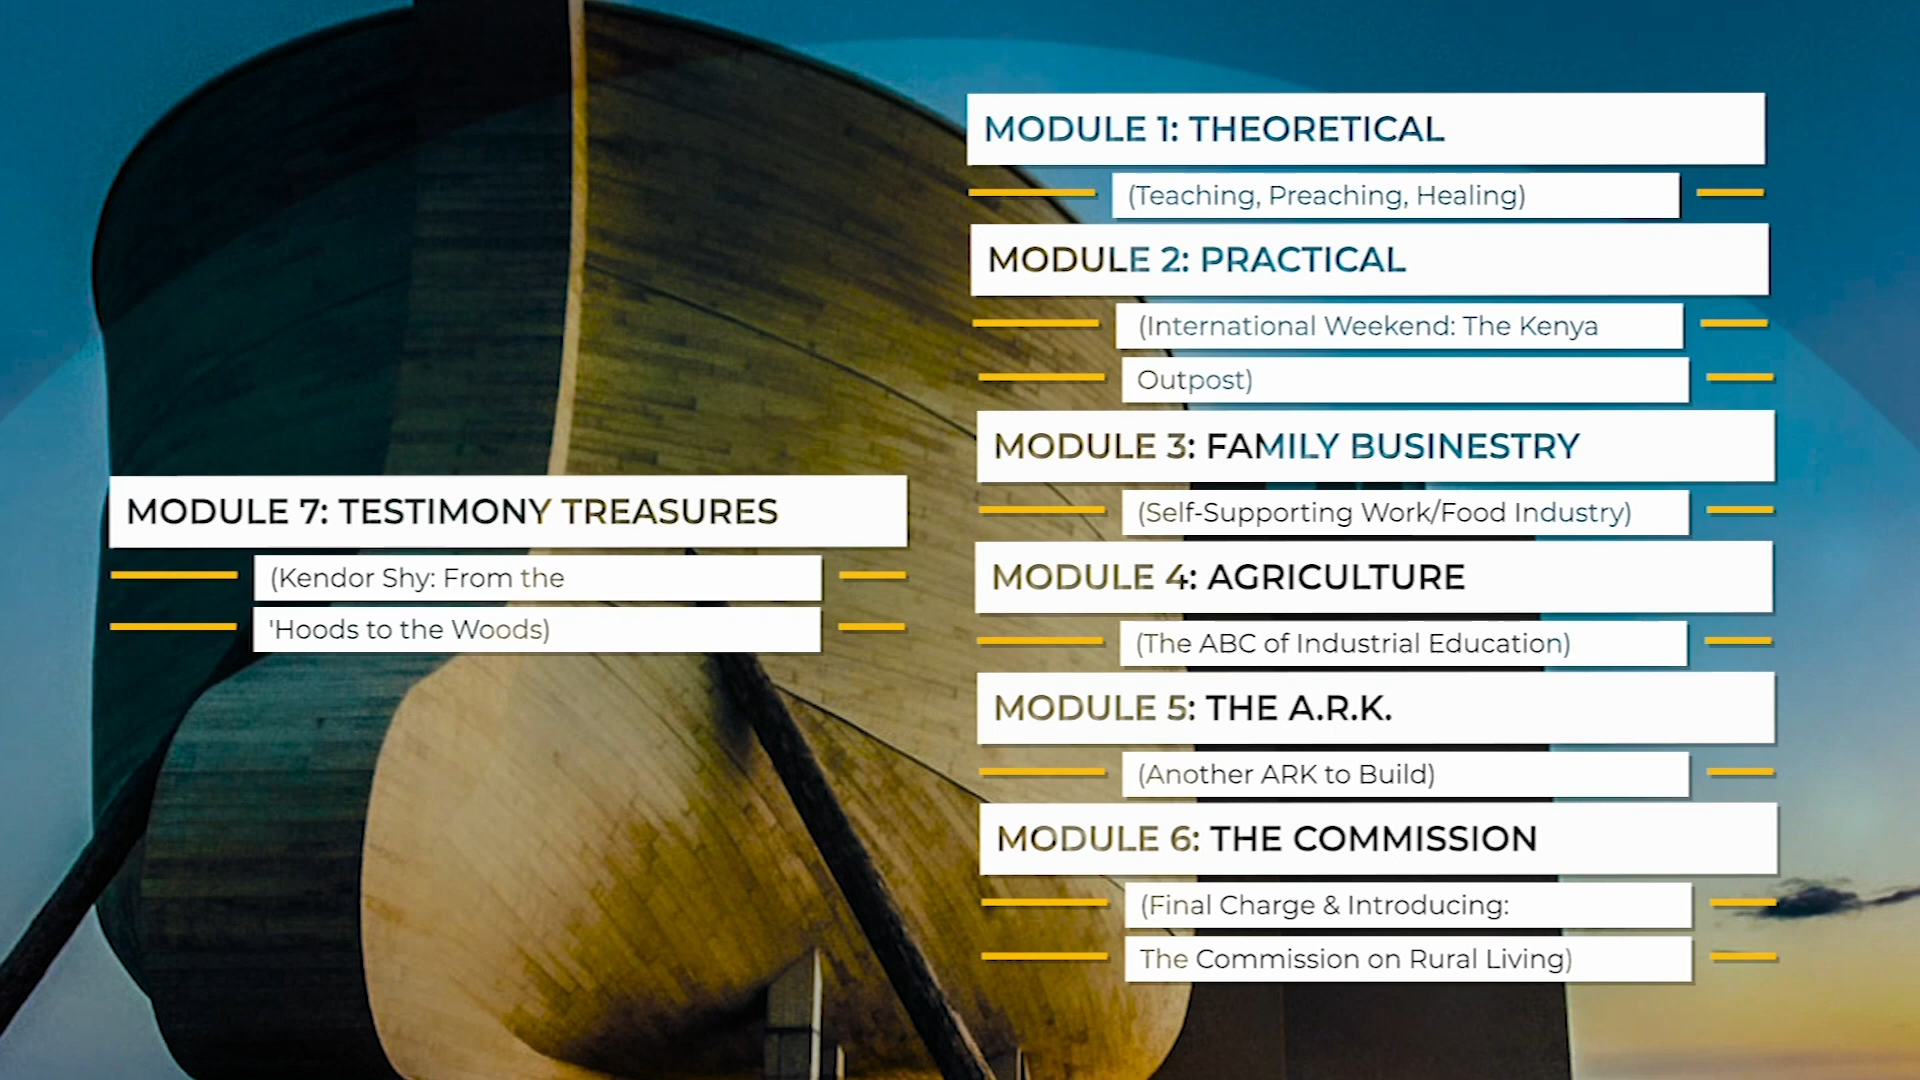 MODULE 1: THEORETICAL
(Teaching, Preaching, Healing)
MODULE 2: PRACTICAL
(International Weekend: The Kenya
Outpost)
MODULE 3: FAMILY BUSINESTRY
(Self-Supporting Work/Food Industry)
MODULE 4: AGRICULTURE
(The ABC of Industrial Education)
MODULE 5: THE A.R.K.
(Another ARK to Build)
MODULE 6: THE COMMISSION
(Final Charge & Introducing:
The Commission on Rural Living)
MODULE 7: TESTIMONY TREASURES
(Kendor Shy: From the
'Hoods to the Woods)